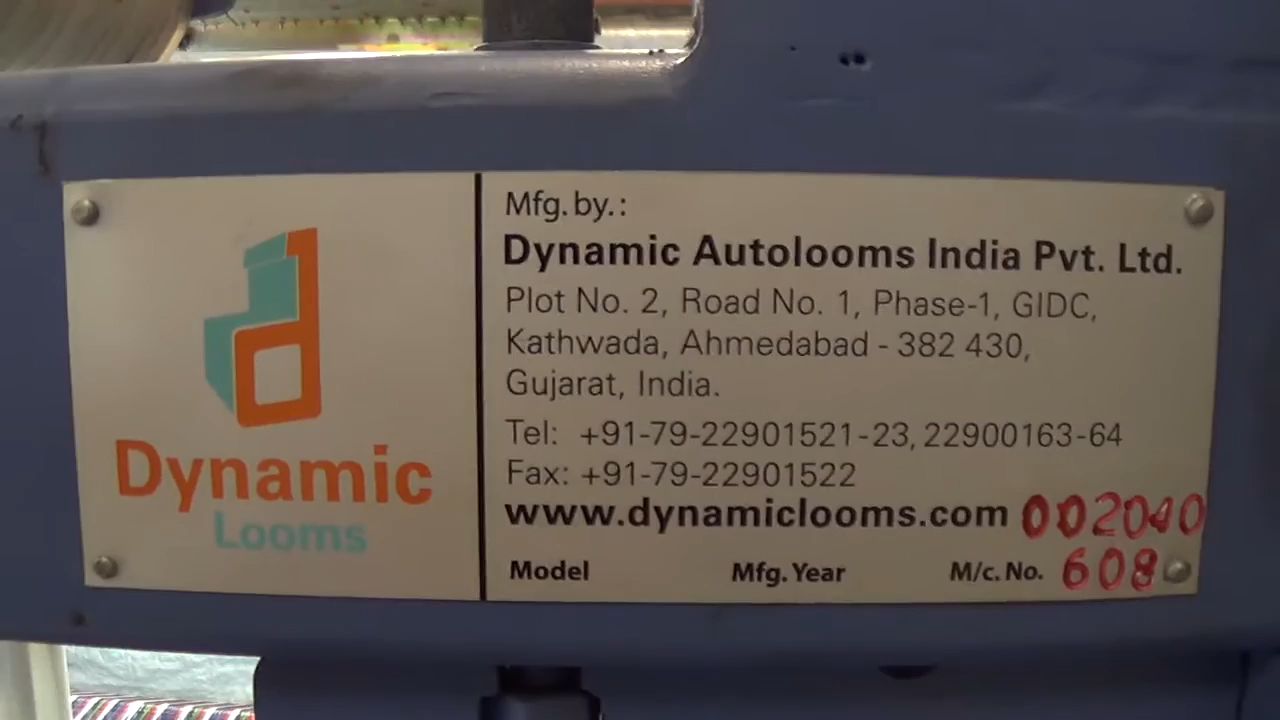 Dynamic
Looms
Mfg. by. :
Dynamic Autolooms India Pvt. Ltd.
Plot No. 2, Road No. 1, Phase-1, GIDC,
Kathwada, Ahmedabad - 382 430,
Gujarat, India.
Tel: +91-79-22901521-23, 22900163-64
Fax: +91-79-22901522
www.dynamiclooms.com 002040
Model Mfg. Year M/c. No. 608